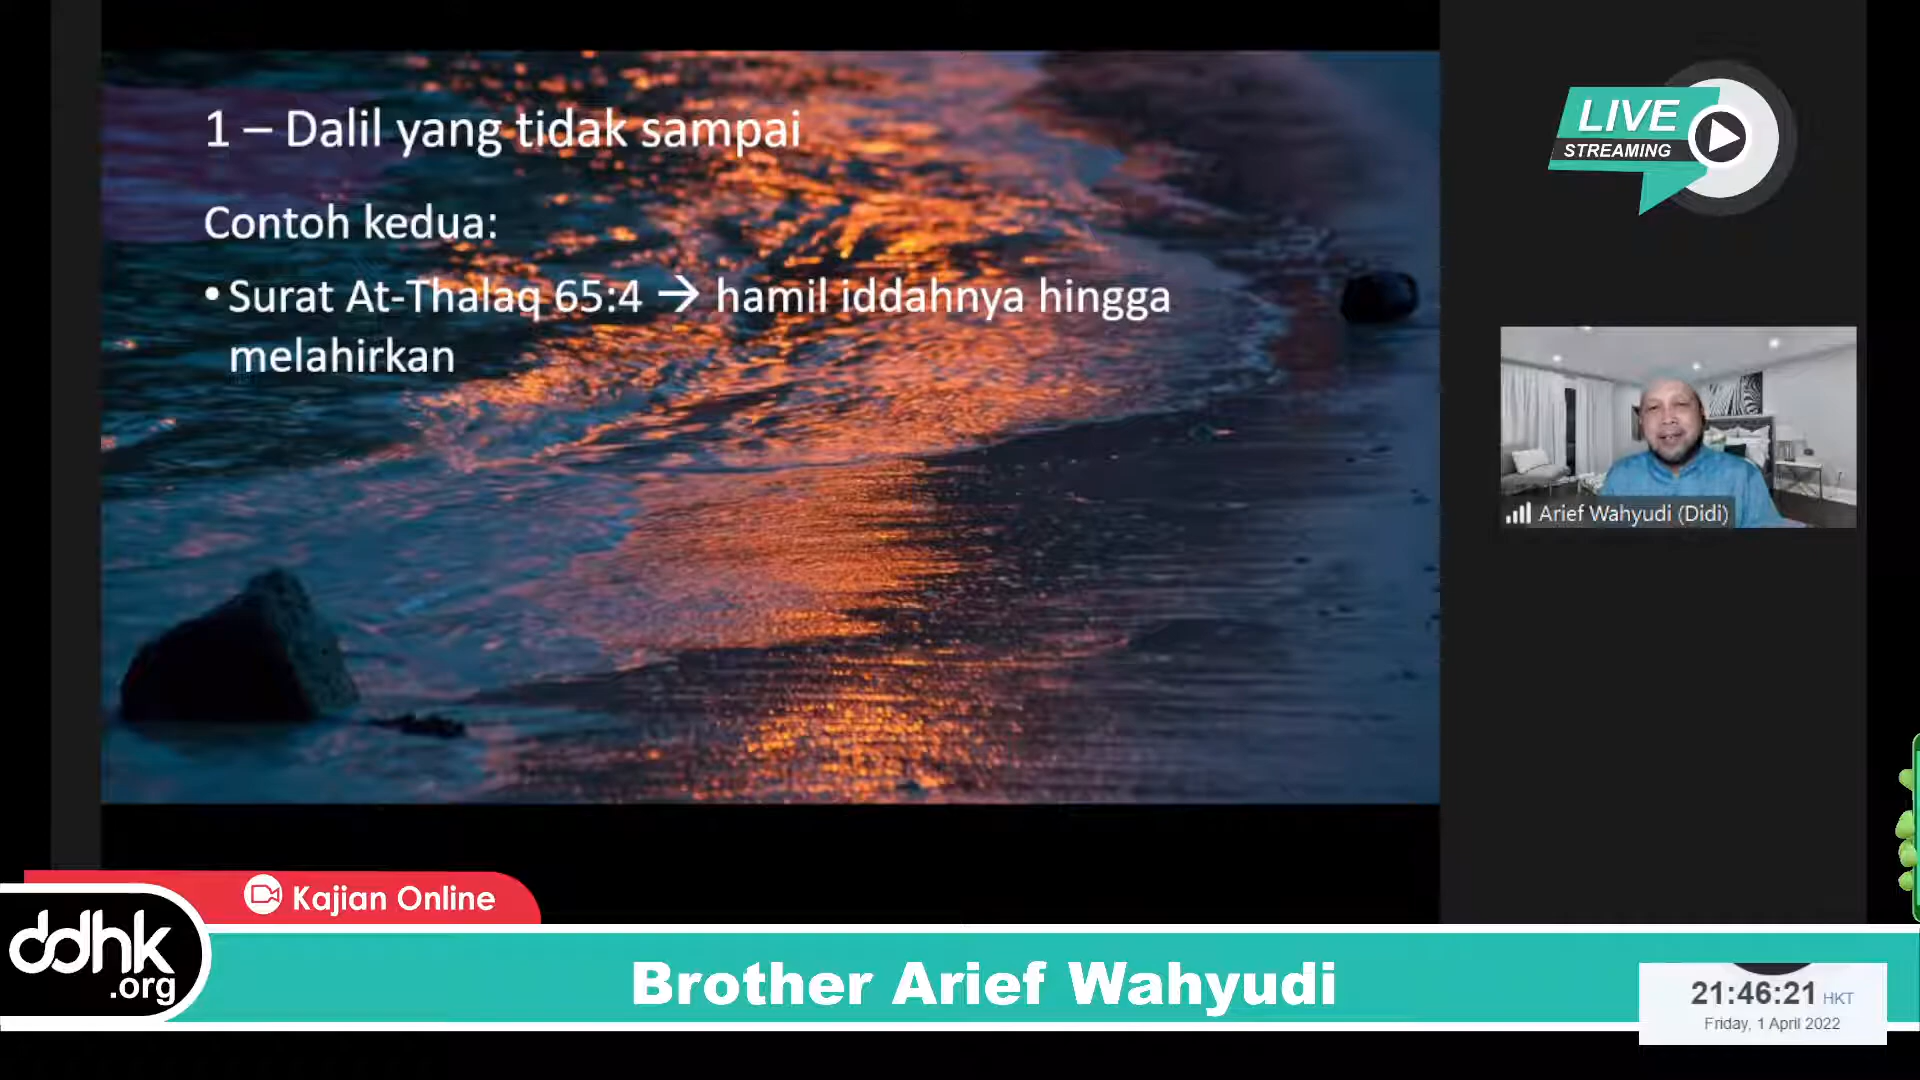 1 – Dalil yang tidak sampai
Contoh kedua:
• Surat At-Thalaq 65:4 → hamil iddahnya hingga
melahirkan
LIVE
STREAMING
Arief Wahyudi (Didi)
Kajian Online
ddhk
.org
Brother Arief Wahyudi
21:46:21 HKT
Friday, 1 April 2022